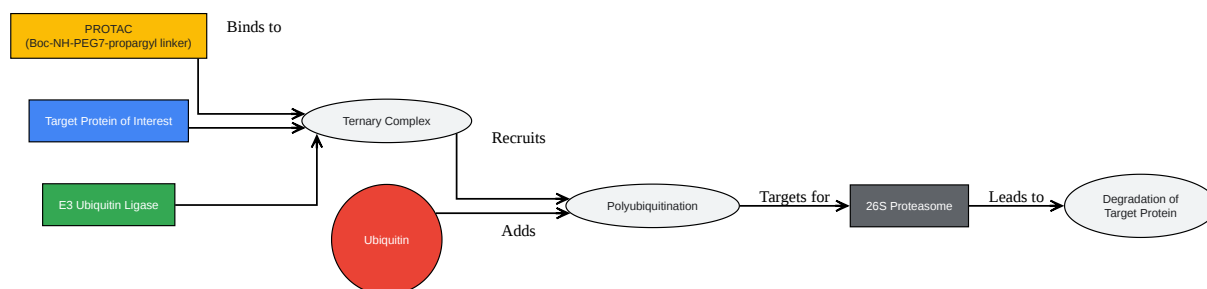 PROTAC
(Boc-NH-PEG7-propargyl linker)
Binds to
Target Protein of Interest
Ternary Complex
Recruits
E3 Ubiquitin Ligase
Ubiquitin
Adds
Polyubiquitination
Targets for
26S Proteasome
Leads to
Degradation of
Target Protein